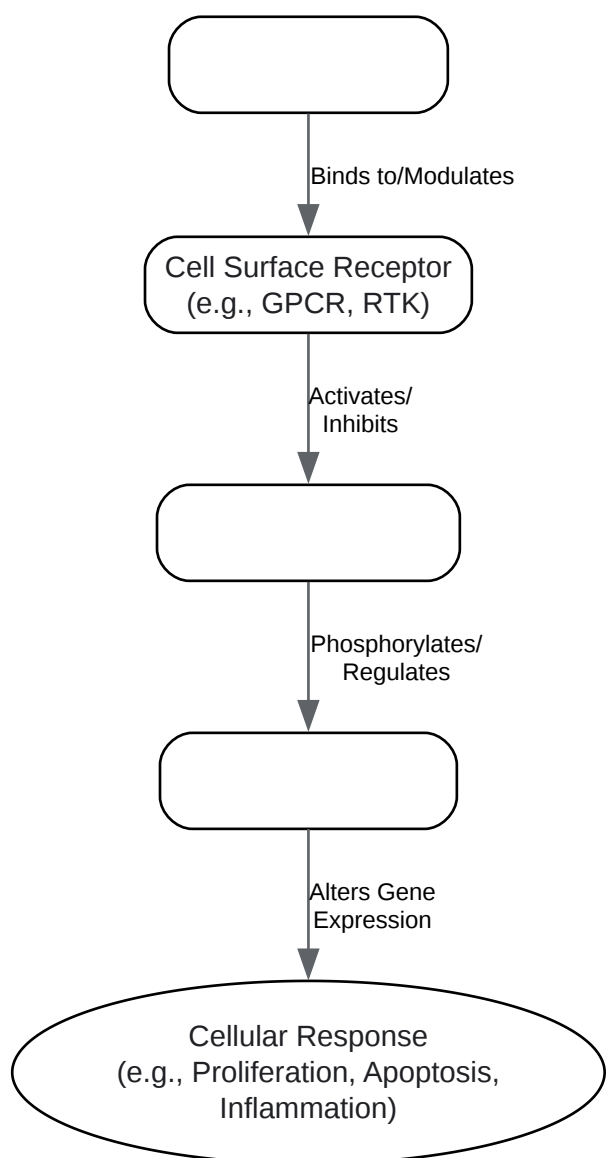 Binds to/Modulates
Cell Surface Receptor
(e.g., GPCR, RTK)
Activates/
Inhibits
Phosphorylates/
Regulates
Alters Gene
Expression
Cellular Response
(e.g., Proliferation, Apoptosis,
Inflammation)